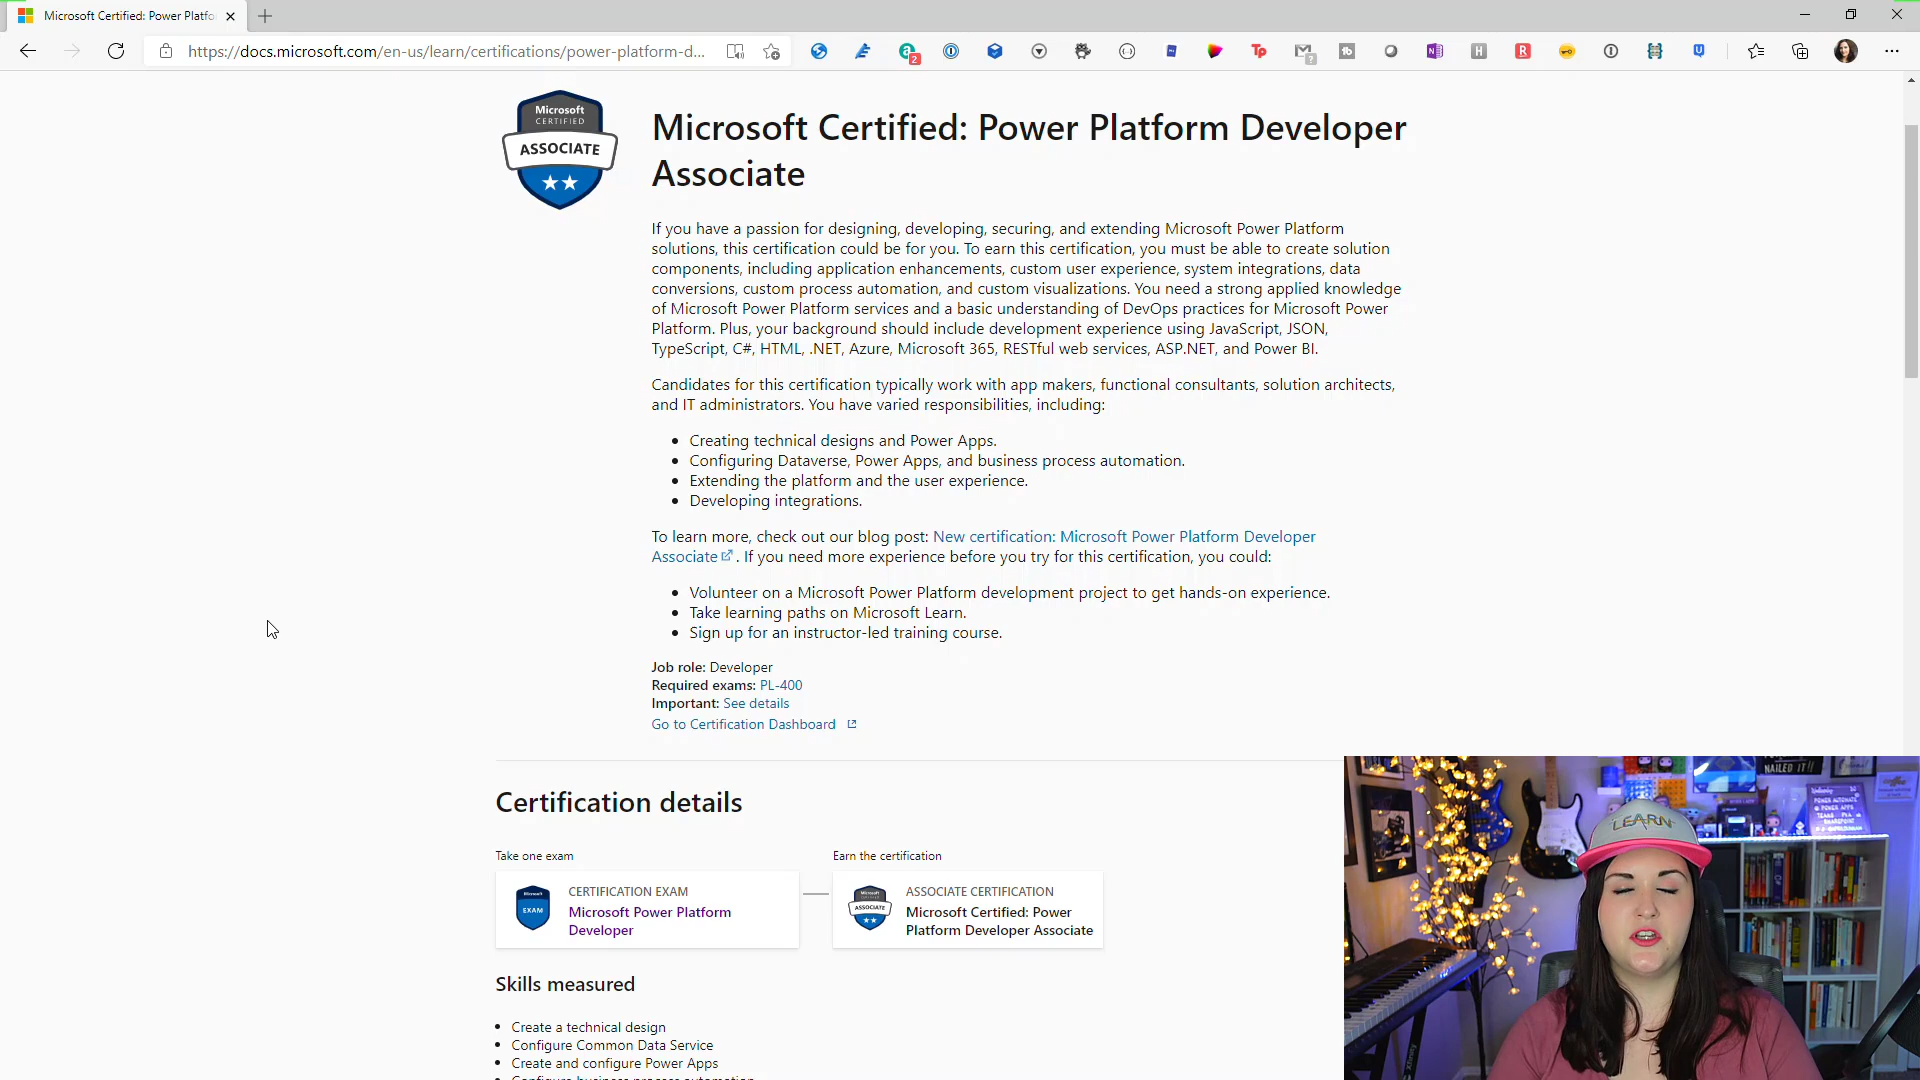 Microsoft Certified: Power Platfo
https://docs.microsoft.com/en-us/learn/certifications/power-platform-d...
Microsoft
CERTIFIED
ASSOCIATE
Microsoft Certified: Power Platform Developer
Associate
If you have a passion for designing, developing, securing, and extending Microsoft Power Platform
solutions, this certification could be for you. To earn this certification, you must be able to create solution
components, including application enhancements, custom user experience, system integrations, data
conversions, custom process automation, and custom visualizations. You need a strong applied knowledge
of Microsoft Power Platform services and a basic understanding of DevOps practices for Microsoft Power
Platform. Plus, your background should include development experience using JavaScript, JSON,
TypeScript, C#, HTML, .NET, Azure, Microsoft 365, RESTful web services, ASP.NET, and Power BI.
Candidates for this certification typically work with app makers, functional consultants, solution architects,
and IT administrators. You have varied responsibilities, including:
• Creating technical designs and Power Apps.
• Configuring Dataverse, Power Apps, and business process automation.
• Extending the platform and the user experience.
• Developing integrations.
To learn more, check out our blog post: New certification: Microsoft Power Platform Developer
Associate. If you need more experience before you try for this certification, you could:
• Volunteer on a Microsoft Power Platform development project to get hands-on experience.
• Take learning paths on Microsoft Learn.
• Sign up for an instructor-led training course.
Job role: Developer
Required exams: PL-400
Important: See details
Go to Certification Dashboard
Certification details
Take one exam
Earn the certification
Microsoft
EXAM
CERTIFICATION EXAM
Microsoft Power Platform
Developer
ASSOCIATE
ASSOCIATE CERTIFICATION
Microsoft Certified: Power
Platform Developer Associate
Skills measured
• Create a technical design
• Configure Common Data Service
• Create and configure Power Apps
• Configure business process automation
NAILED IT!!
LEARN
POWER AUTOMATE
POWER APPS